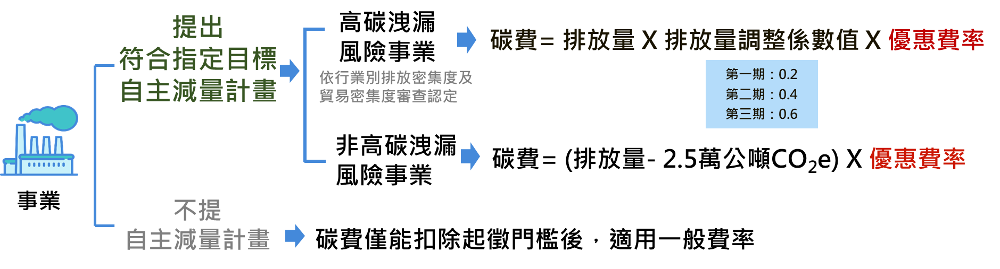 事業
提出
符合指定目標
自主減量計畫
高碳洩漏
風險事業
依行業別排放密集度及
貿易密集度審查認定
碳費= 排放量 X 排放量調整係數值 X 優惠費率
第一期：0.2
第二期：0.4
第三期：0.6
非高碳洩漏
風險事業
碳費= (排放量- 2.5萬公噸CO₂e) X 優惠費率
不提
自主減量計畫
碳費僅能扣除起徵門檻後，適用一般費率